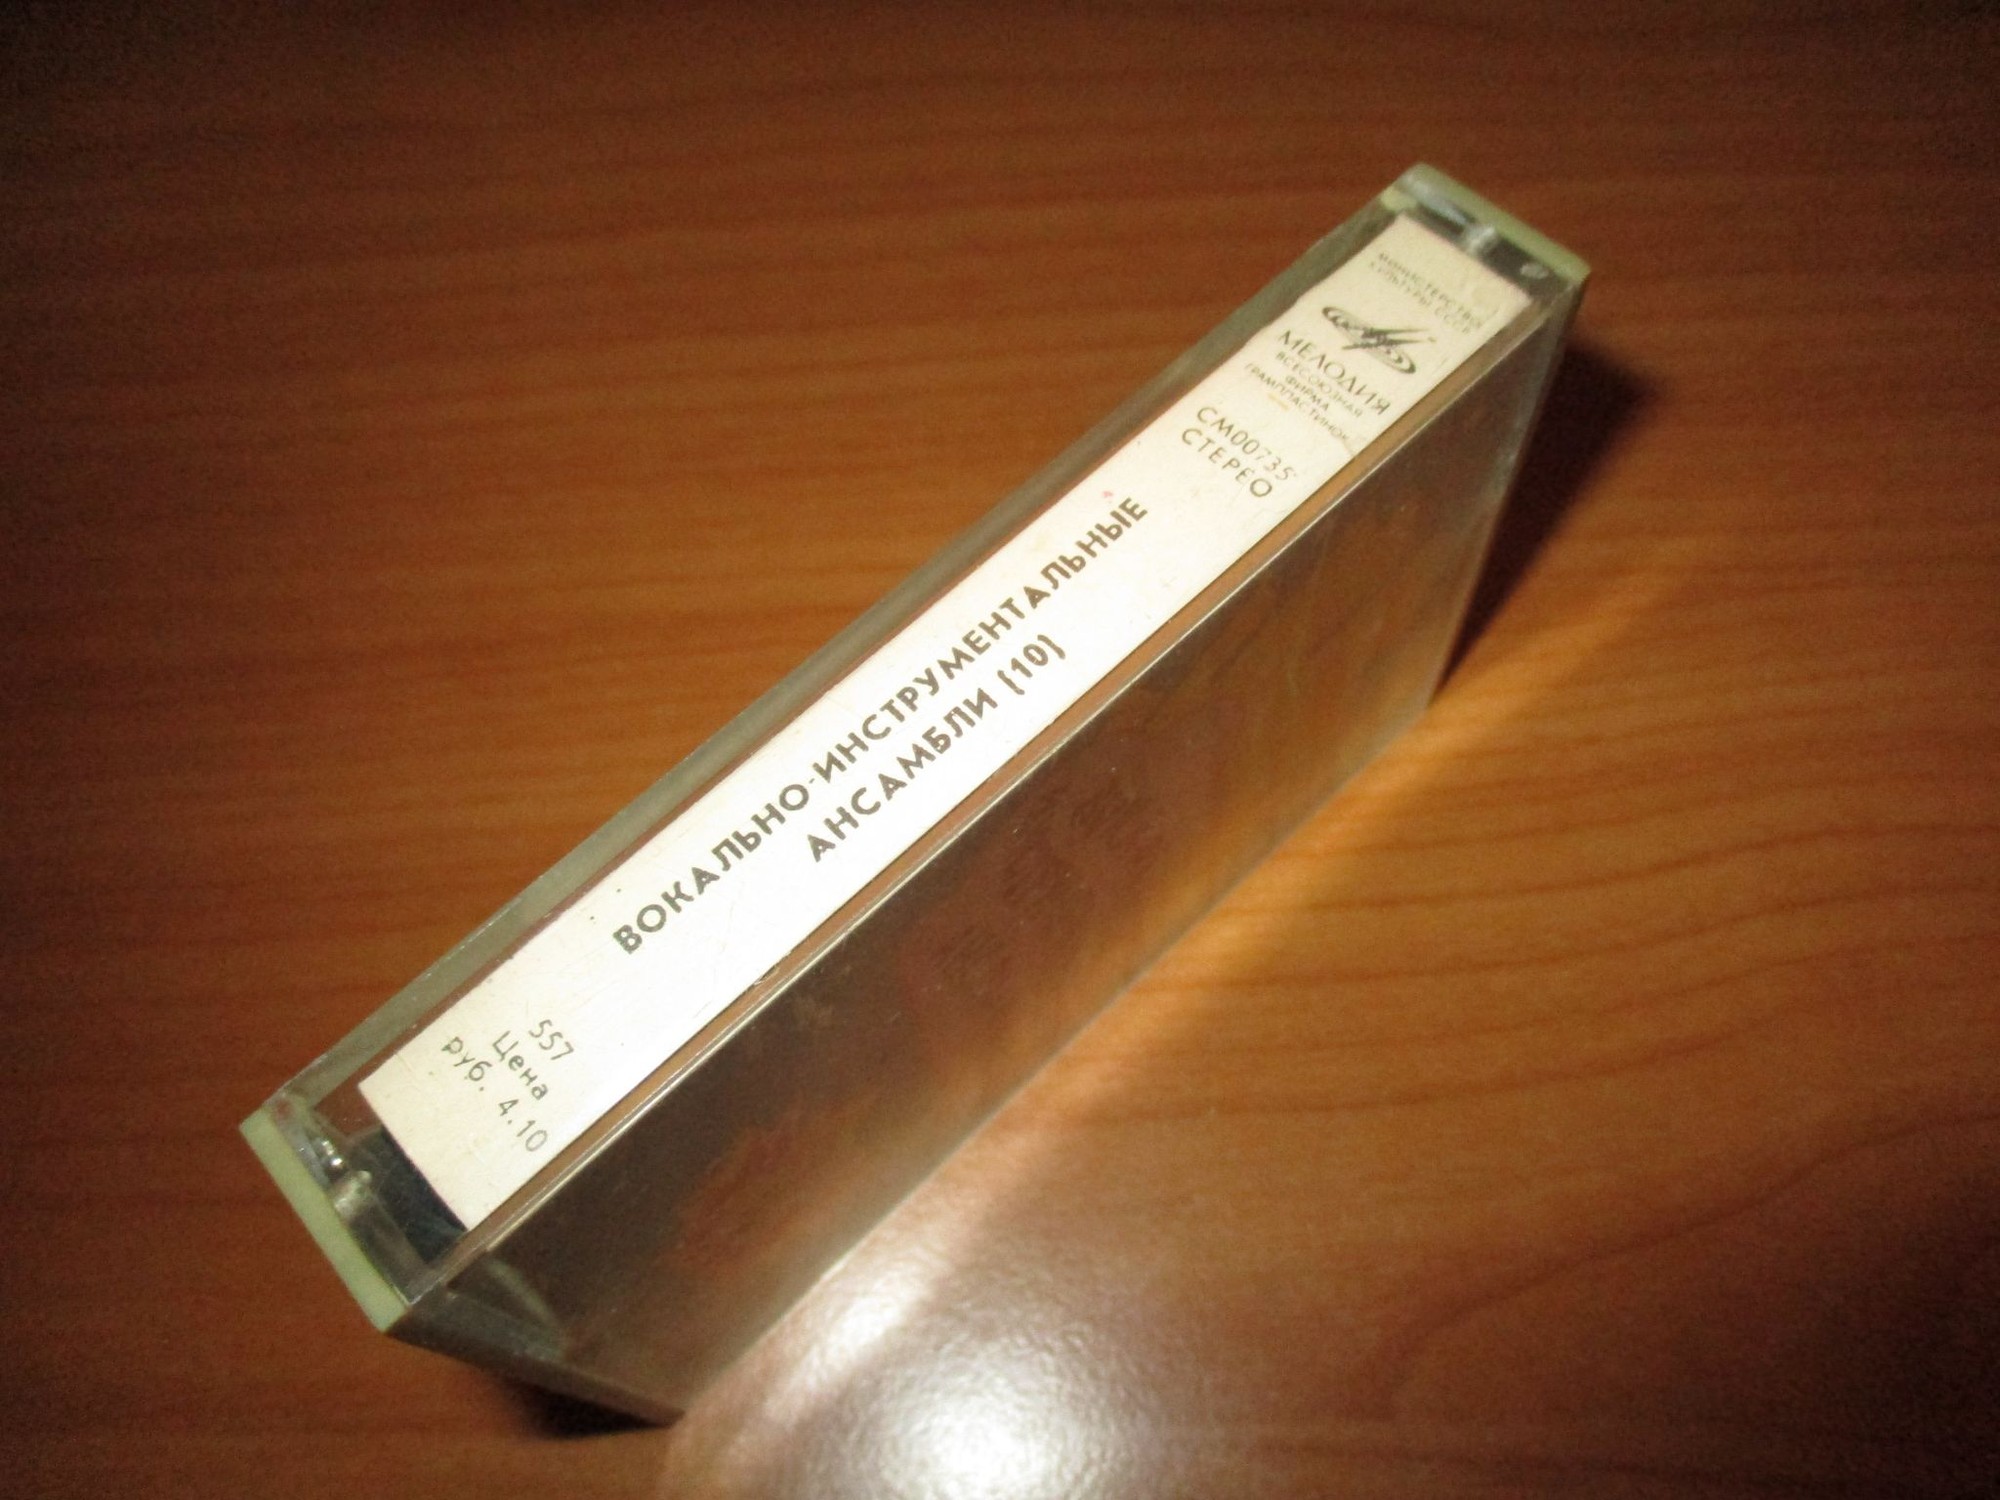 МИНИСТЕРСТВО
КУЛЬТУРЫ СССР
МЕЛОДИЯ
ВСЕСОЮЗНАЯ
ФИРМА
ГРАМПЛАСТИНОК
СМ00735
СТЕРЕО
ВОКАЛЬНО-ИНСТРУМЕНТАЛЬНЫЕ
АНСАМБЛИ (10)
557
Цена
руб. 4.10